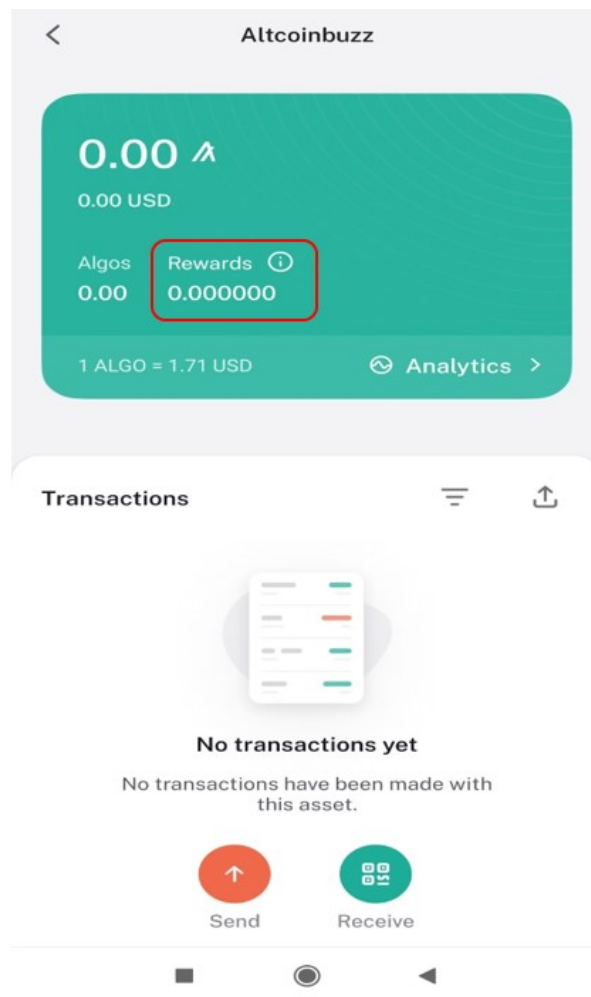 Altcoinbuzz
0.00
0.00 USD
Algos Rewards
0.00 0.000000
1 ALGO = 1.71 USD Analytics
Transactions
No transactions yet
No transactions have been made with
this asset.
Send Receive